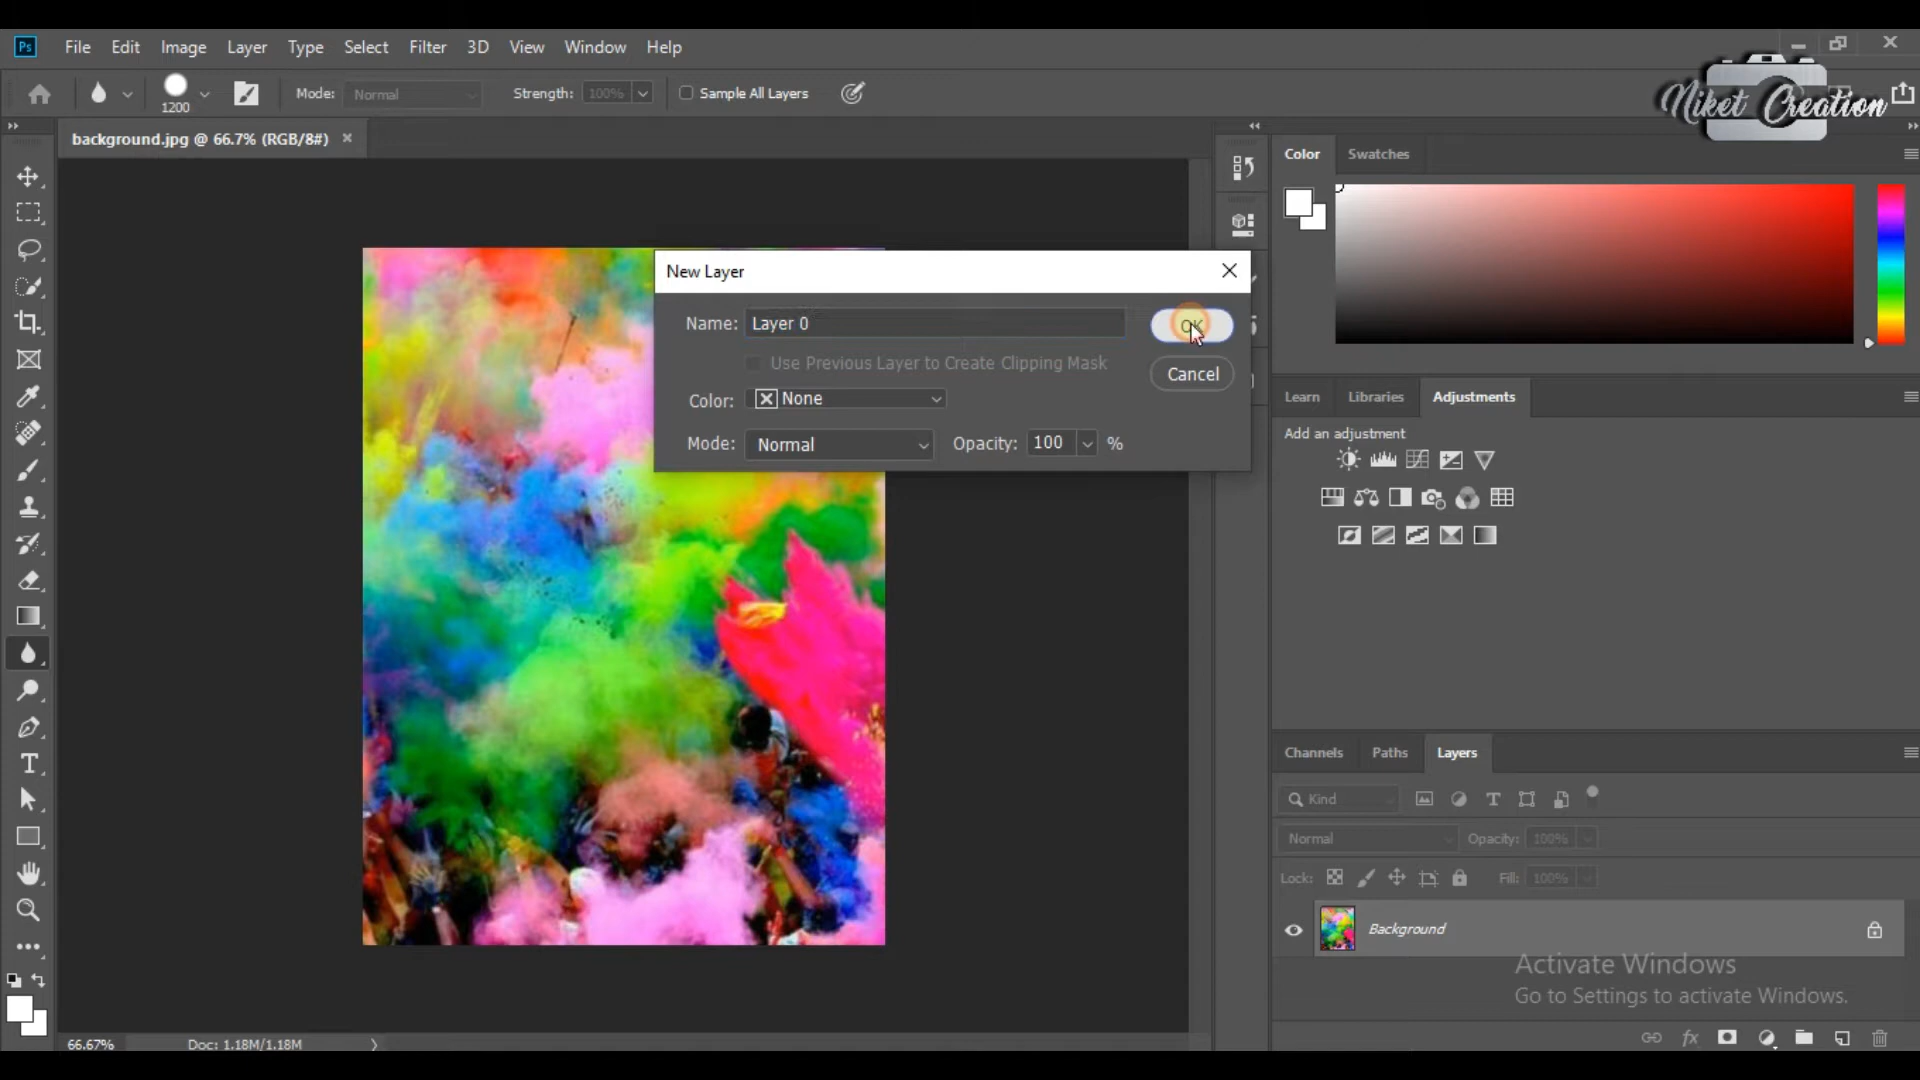 Ps File Edit Image Layer Type Select Filter 3D View Window Help
1200 Mode: Normal Strength: 100% Sample All Layers
Niket Creation
background.jpg @ 66.7% (RGB/8#)
Color Swatches
New Layer
Name: Layer 0
OK
Use Previous Layer to Create Clipping Mask
Cancel
Color: None
Mode: Normal Opacity: 100 %
Learn Libraries Adjustments
Add an adjustment
Channels Paths Layers
Kind
Normal Opacity: 100%
Lock: Fill: 100%
Background
Activate Windows
Go to Settings to activate Windows.
fx
66.67% Doc: 1.18M/1.18M